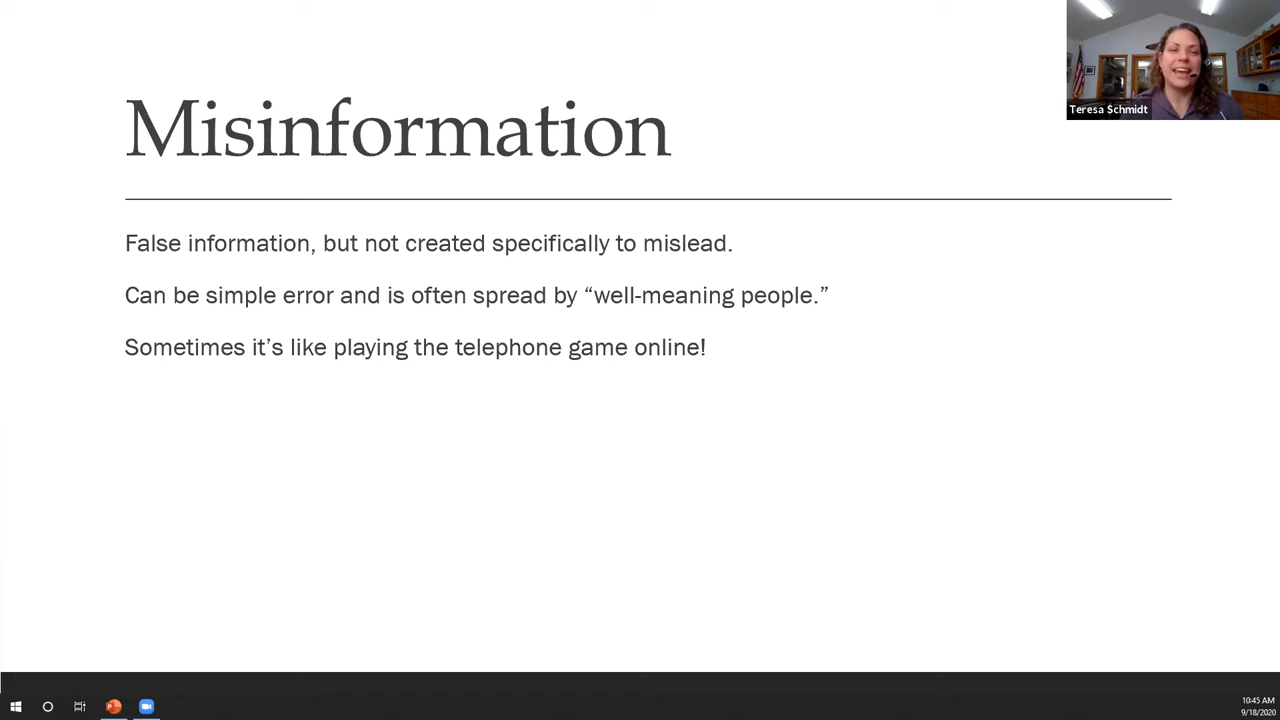 Misinformation
Teresa Schmidt
False information, but not created specifically to mislead.
Can be simple error and is often spread by “well-meaning people.”
Sometimes it’s like playing the telephone game online!
10:45 AM
9/18/2020